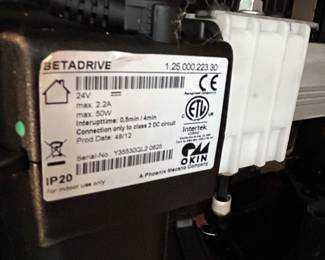 BETADRIVE 1.25.000.223.30
24V
max. 2.2A
max. 50W
Interupttime: 0,5min / 4min
Connection only to class 2 DC circuit
Prod.Date: 48/12
Serial-No.:
CE
ETL
Intertek
IP20
For indoor use only
OKIN
A Phoenix Mecano Company